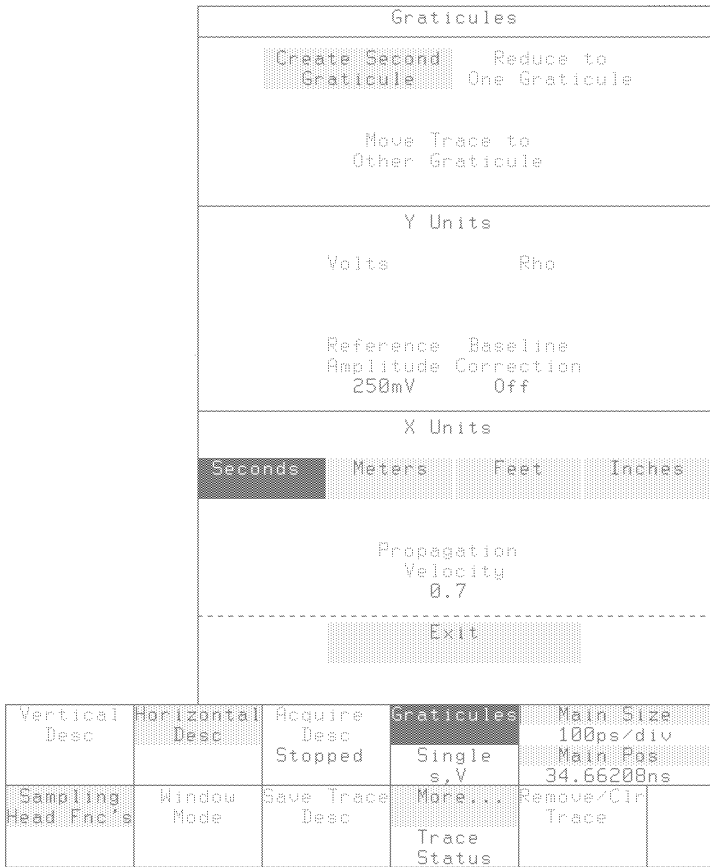 Graticules
Create Second Reduce to
Graticule One Graticule
Move Trace to
Other Graticule
Y Units
Volts Rho
Reference Baseline
Amplitude Correction
250mV Off
X Units
Seconds Meters Feet Inches
Propagation
Velocity
0.7
Exit
Vertical Horizontal Acquire Graticules Main Size
Desc Desc Desc 100ps/div
Stopped Single Main Pos
s,V 34.66208ns
Sampling Window Save Trace More... Remove/Clr
Head Fnc's Mode Desc Trace
Trace
Status